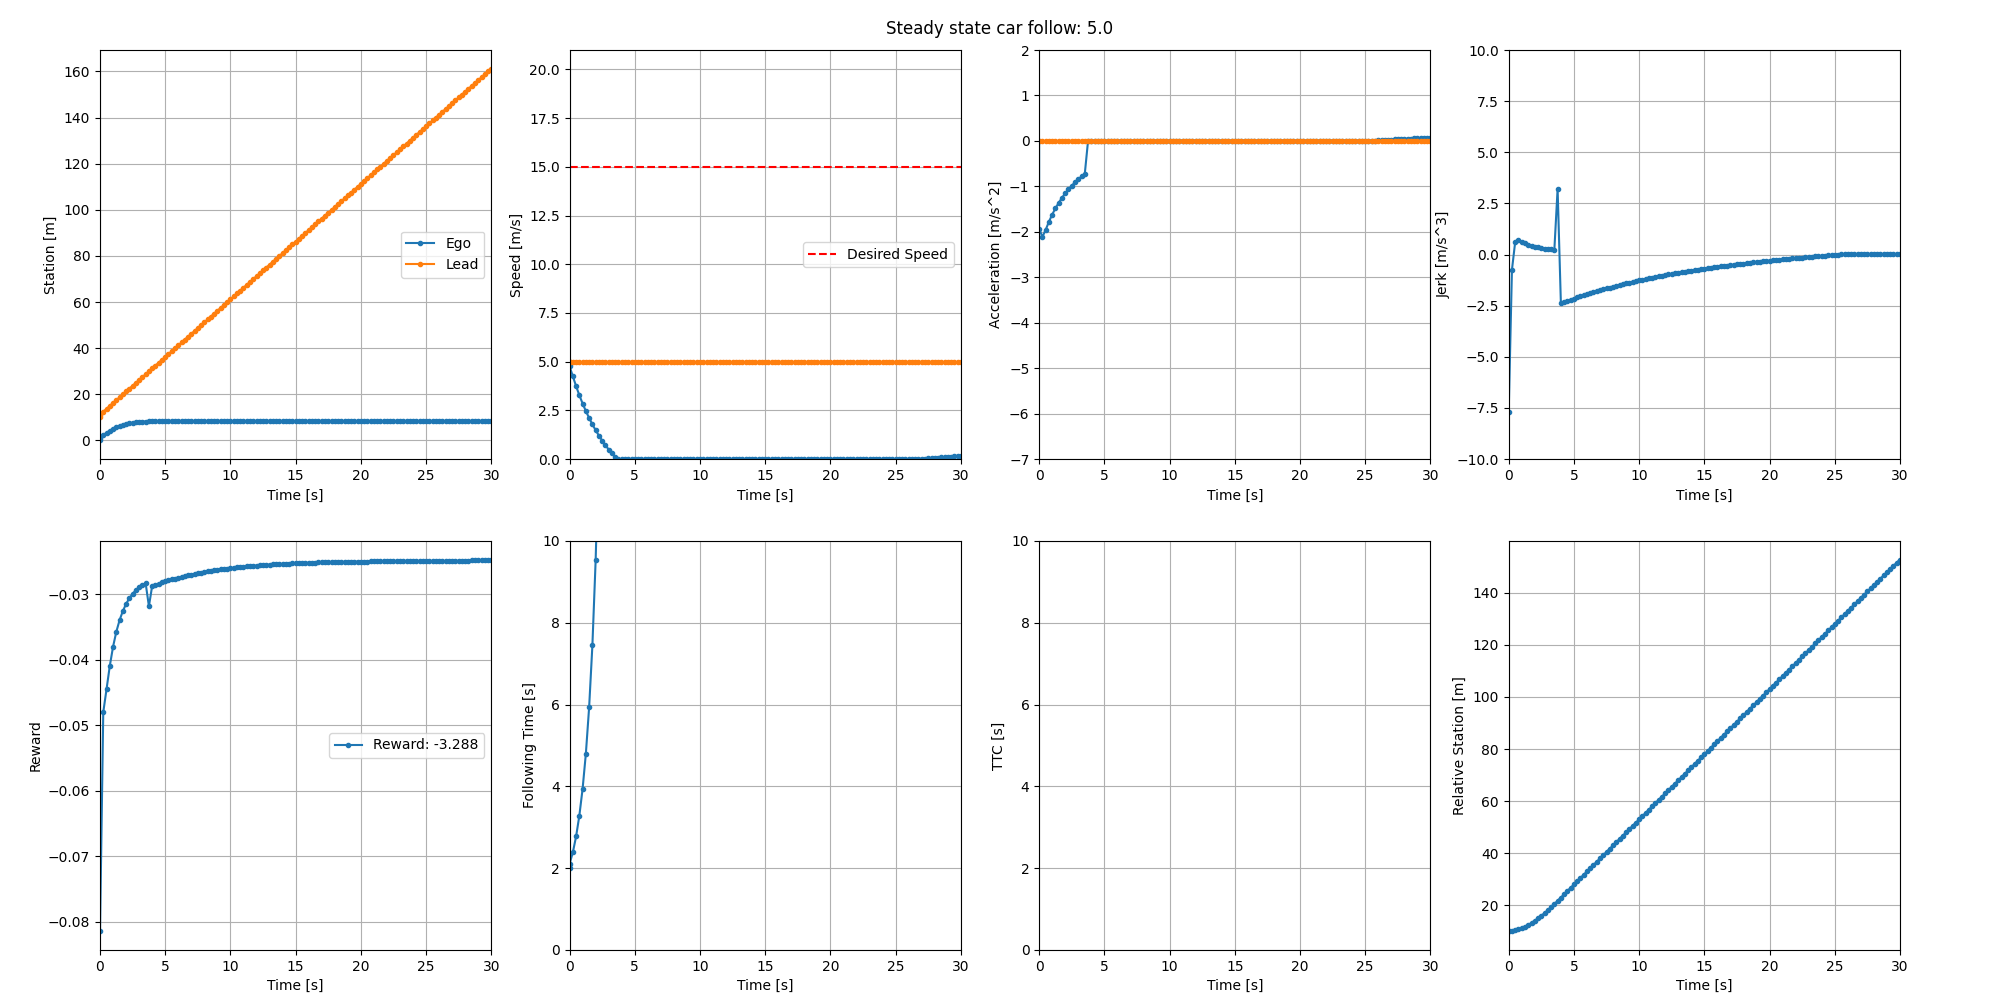 Steady state car follow: 5.0
Station [m]
160
140
120
100
80
60
40
20
0
Ego
Lead
0 5 10 15 20 25 30
Time [s]
Speed [m/s]
20.0
17.5
15.0
12.5
10.0
7.5
5.0
2.5
0.0
Desired Speed
0 5 10 15 20 25 30
Time [s]
Acceleration [m/s^2]
2
1
0
−1
−2
−3
−4
−5
−6
−7
0 5 10 15 20 25 30
Time [s]
Jerk [m/s^3]
10.0
7.5
5.0
2.5
0.0
−2.5
−5.0
−7.5
−10.0
0 5 10 15 20 25 30
Time [s]
Reward
−0.03
−0.04
−0.05
−0.06
−0.07
−0.08
Reward: -3.288
0 5 10 15 20 25 30
Time [s]
Following Time [s]
10
8
6
4
2
0
0 5 10 15 20 25 30
Time [s]
TTC [s]
10
8
6
4
2
0
0 5 10 15 20 25 30
Time [s]
Relative Station [m]
140
120
100
80
60
40
20
0 5 10 15 20 25 30
Time [s]